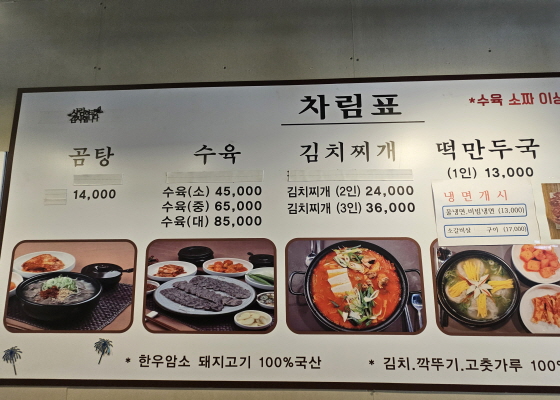 차림표
*수육 소짜 이상
곰탕
14,000
수육
수육(소) 45,000
수육(중) 65,000
수육(대) 85,000
김치찌개
김치찌개 (2인) 24,000
김치찌개 (3인) 36,000
떡만두국
(1인) 13,000
냉면개시
물냉면.비빔냉면 (13,000)
구이 (17,000)
* 한우암소 돼지고기 100%국산
* 김치.깍뚜기.고춧가루 100%